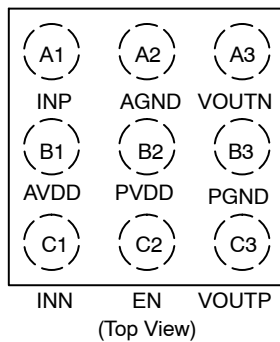 A1 A2 A3
INP AGND VOUTN
B1 B2 B3
AVDD PVDD PGND
C1 C2 C3
INN EN VOUTP
(Top View)